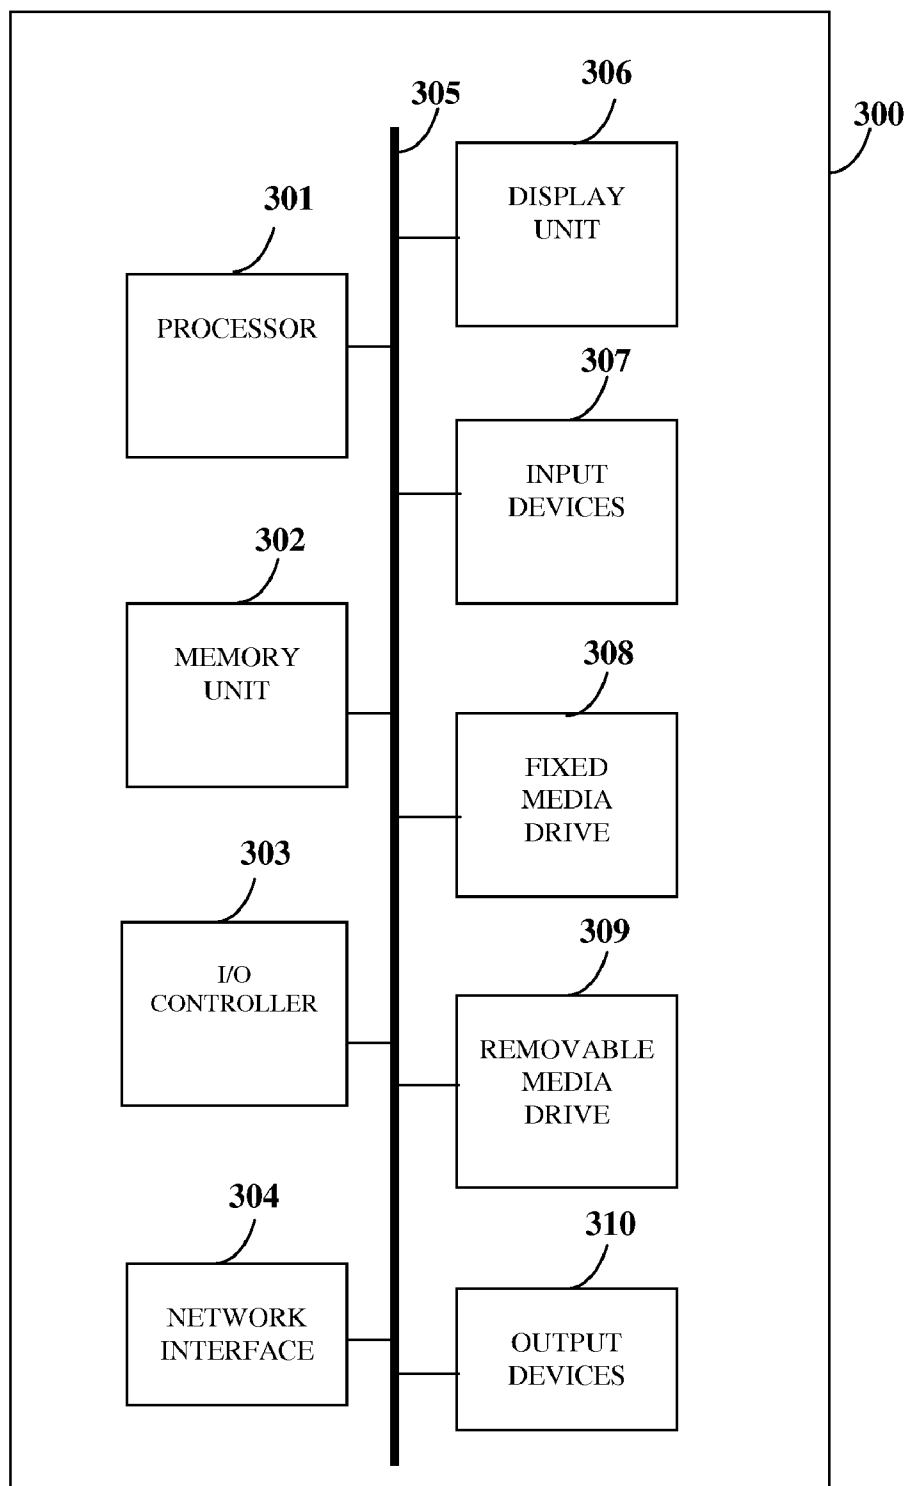 305
306
300
DISPLAY
UNIT
301
PROCESSOR
307
INPUT
DEVICES
302
MEMORY
UNIT
308
FIXED
MEDIA
DRIVE
303
I/O
CONTROLLER
309
REMOVABLE
MEDIA
DRIVE
304
NETWORK
INTERFACE
310
OUTPUT
DEVICES